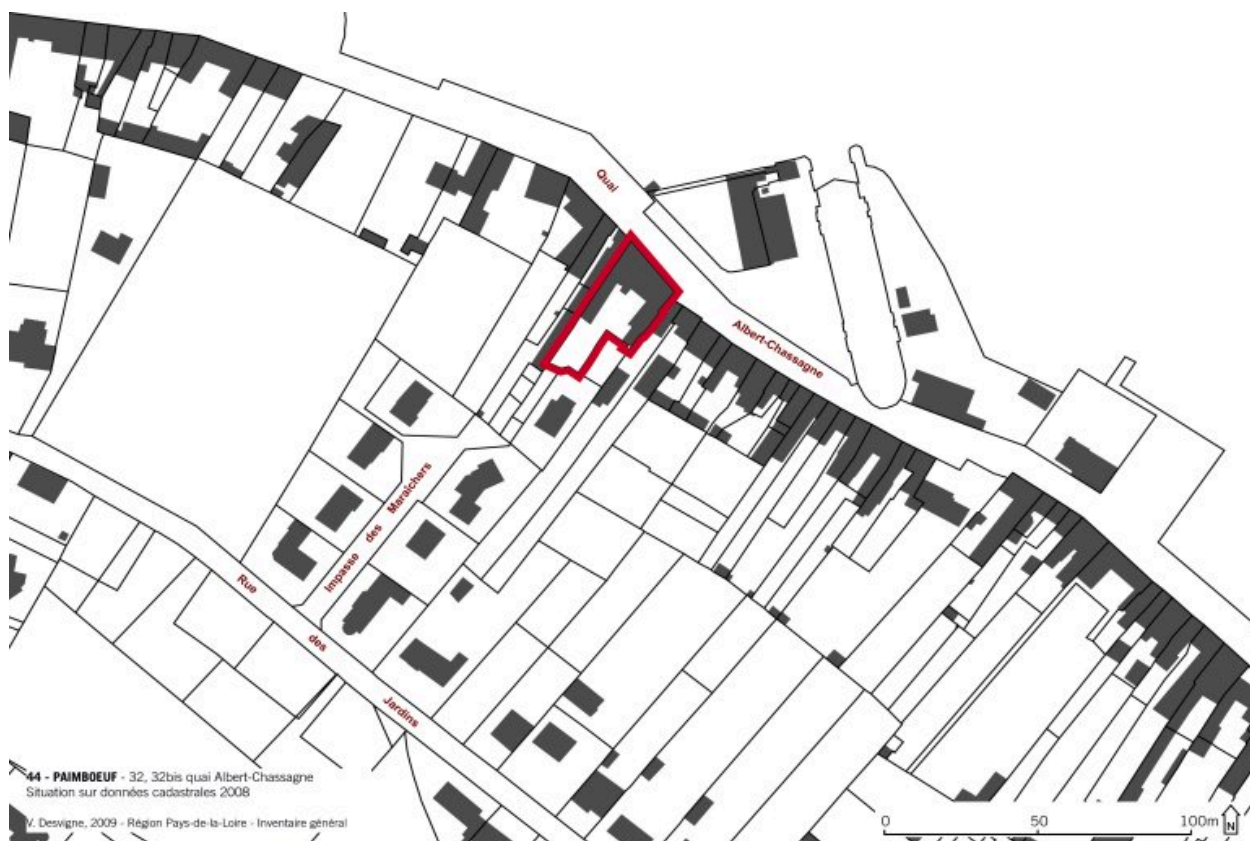 Quai
Albert-Chassagne
Impasse des Maraîchers
Rue des Jardins
44 - PAIMBOEUF - 32, 32bis quai Albert-Chassagne
Situation sur données cadastrales 2008
V. Desvigne, 2009 - Région Pays-de-la-Loire - Inventaire général
0 50 100m
N